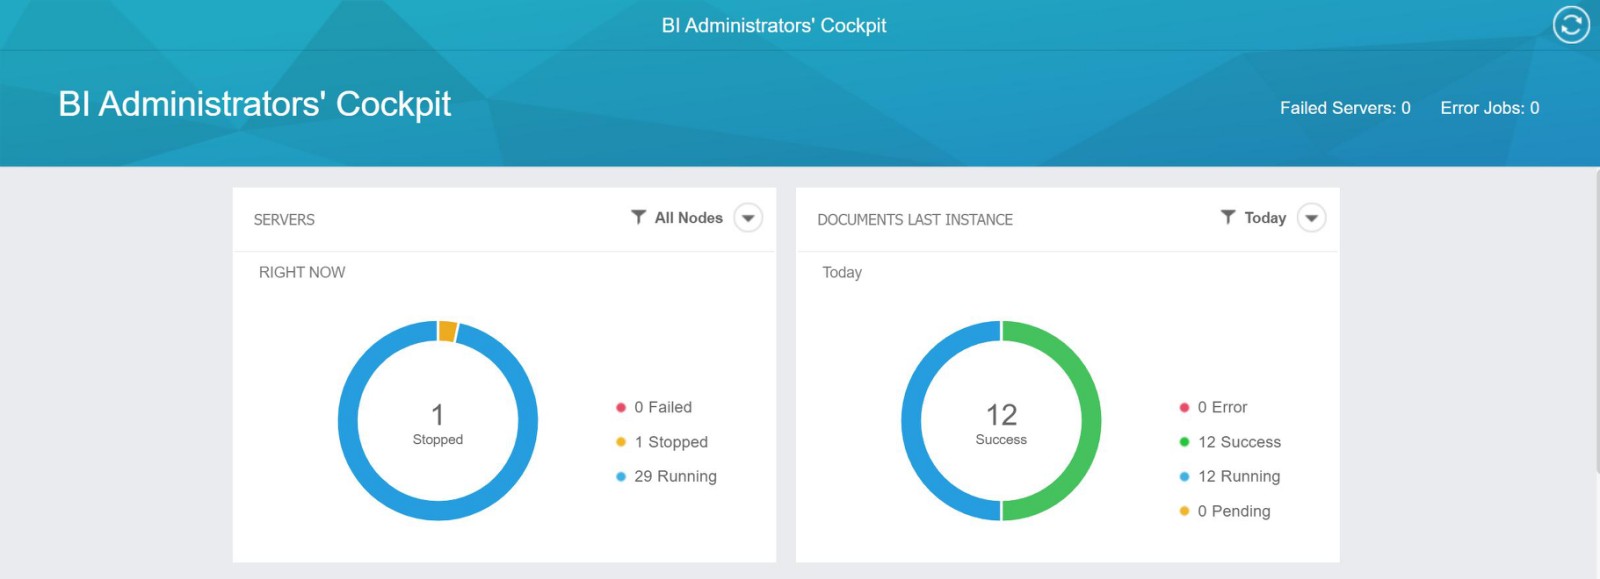 BI Administrators' Cockpit
BI Administrators' Cockpit
Failed Servers: 0 Error Jobs: 0
SERVERS
All Nodes
RIGHT NOW
1
Stopped
0 Failed
1 Stopped
29 Running
DOCUMENTS LAST INSTANCE
Today
Today
12
Success
0 Error
12 Success
12 Running
0 Pending